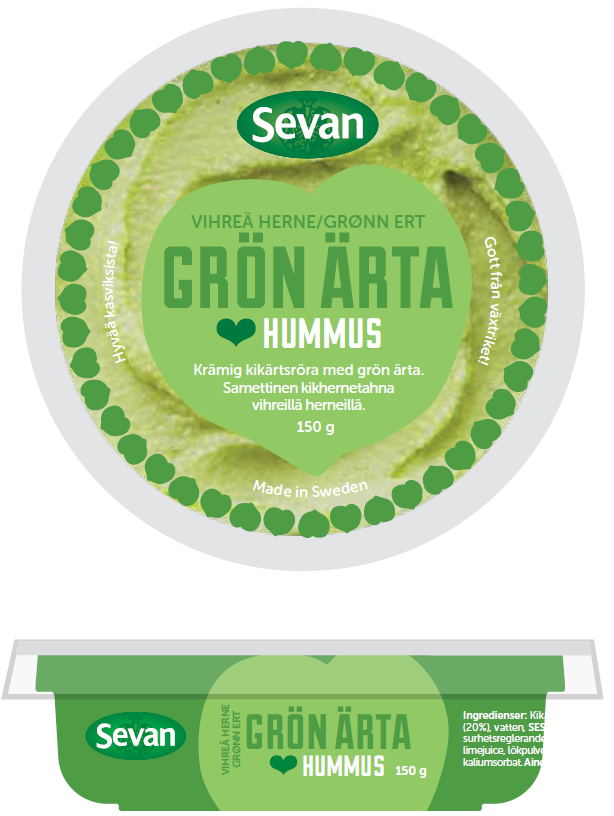 Sevan
VIHREÄ HERNE/GRØNN ERT
GRÖN ÄRTA
HUMMUS
Krämig kikärtsröra med grön ärta.
Samettinen kikhernetahna
vihreillä herneillä.
150 g
Hyvää kasviksista!
Gott från växtriket!
Made in Sweden
Sevan
VIHREÄ HERNE
GRØNN ERT
GRÖN ÄRTA
HUMMUS 150 g
Ingredienser:
(20%), vatten,
limejuice,
kaliumsorbat.